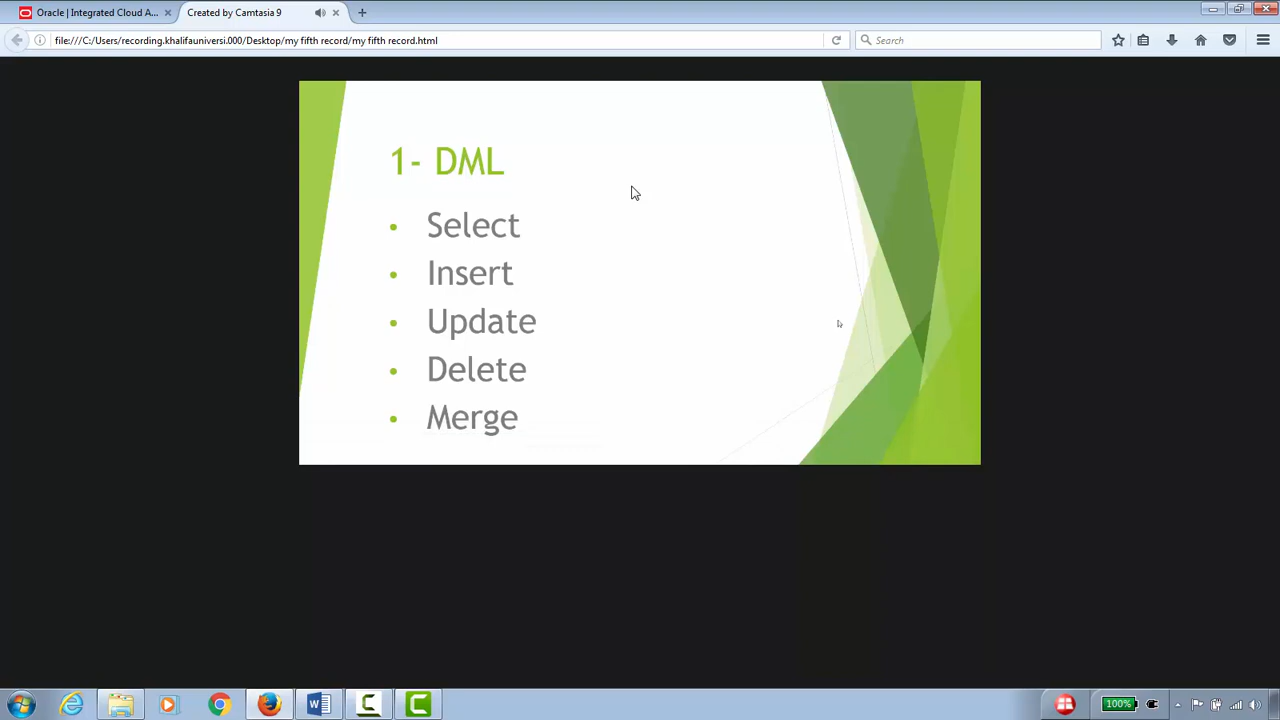 Oracle | Integrated Cloud A...
Created by Camtasia 9
file:///C:/Users/recording.khalifauniversi.000/Desktop/my fifth record/my fifth record.html
Search
1- DML
• Select
• Insert
• Update
• Delete
• Merge
100%